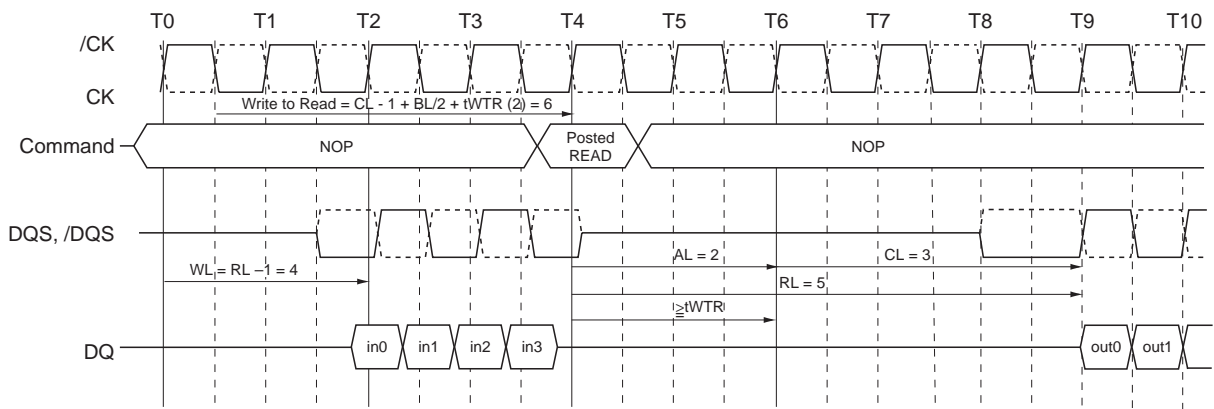 T0 T1 T2 T3 T4 T5 T6 T7 T8 T9 T10
/CK
CK
Write to Read = CL - 1 + BL/2 + tWTR (2) = 6
Command
NOP
Posted
READ
NOP
DQS, /DQS
WL = RL –1 = 4
AL = 2
CL = 3
RL = 5
≧tWTR
DQ
in0 in1 in2 in3
out0 out1